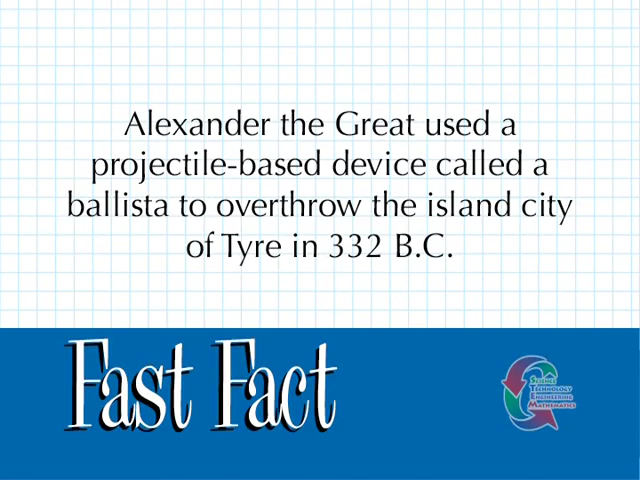 Alexander the Great used a
projectile-based device called a
ballista to overthrow the island city
of Tyre in 332 B.C.
Fast Fact
Science
Technology
Engineering
Mathematics